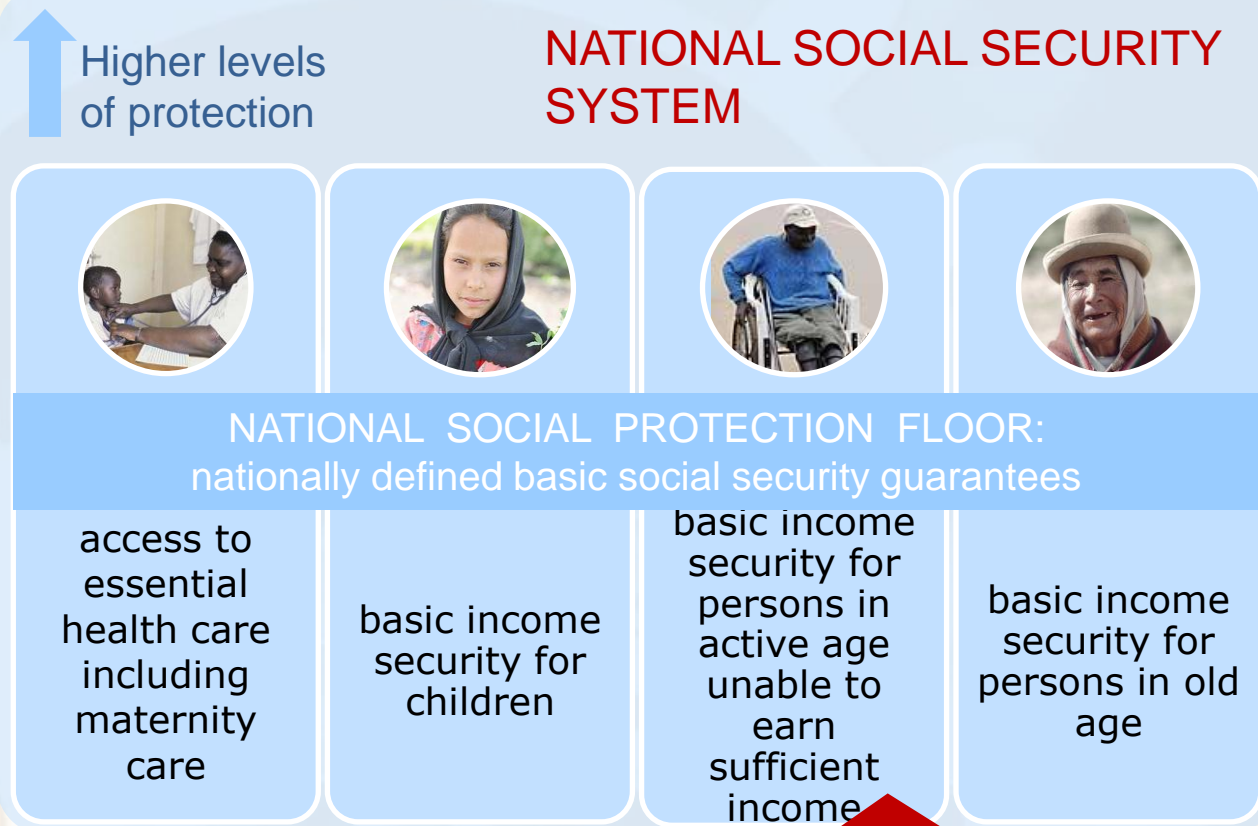 Higher levels
of protection
NATIONAL SOCIAL SECURITY
SYSTEM
NATIONAL SOCIAL PROTECTION FLOOR:
nationally defined basic social security guarantees
access to
essential
health care
including
maternity
care
basic income
security for
children
basic income
security for
persons in
active age
unable to
earn
sufficient
income
basic income
security for
persons in old
age